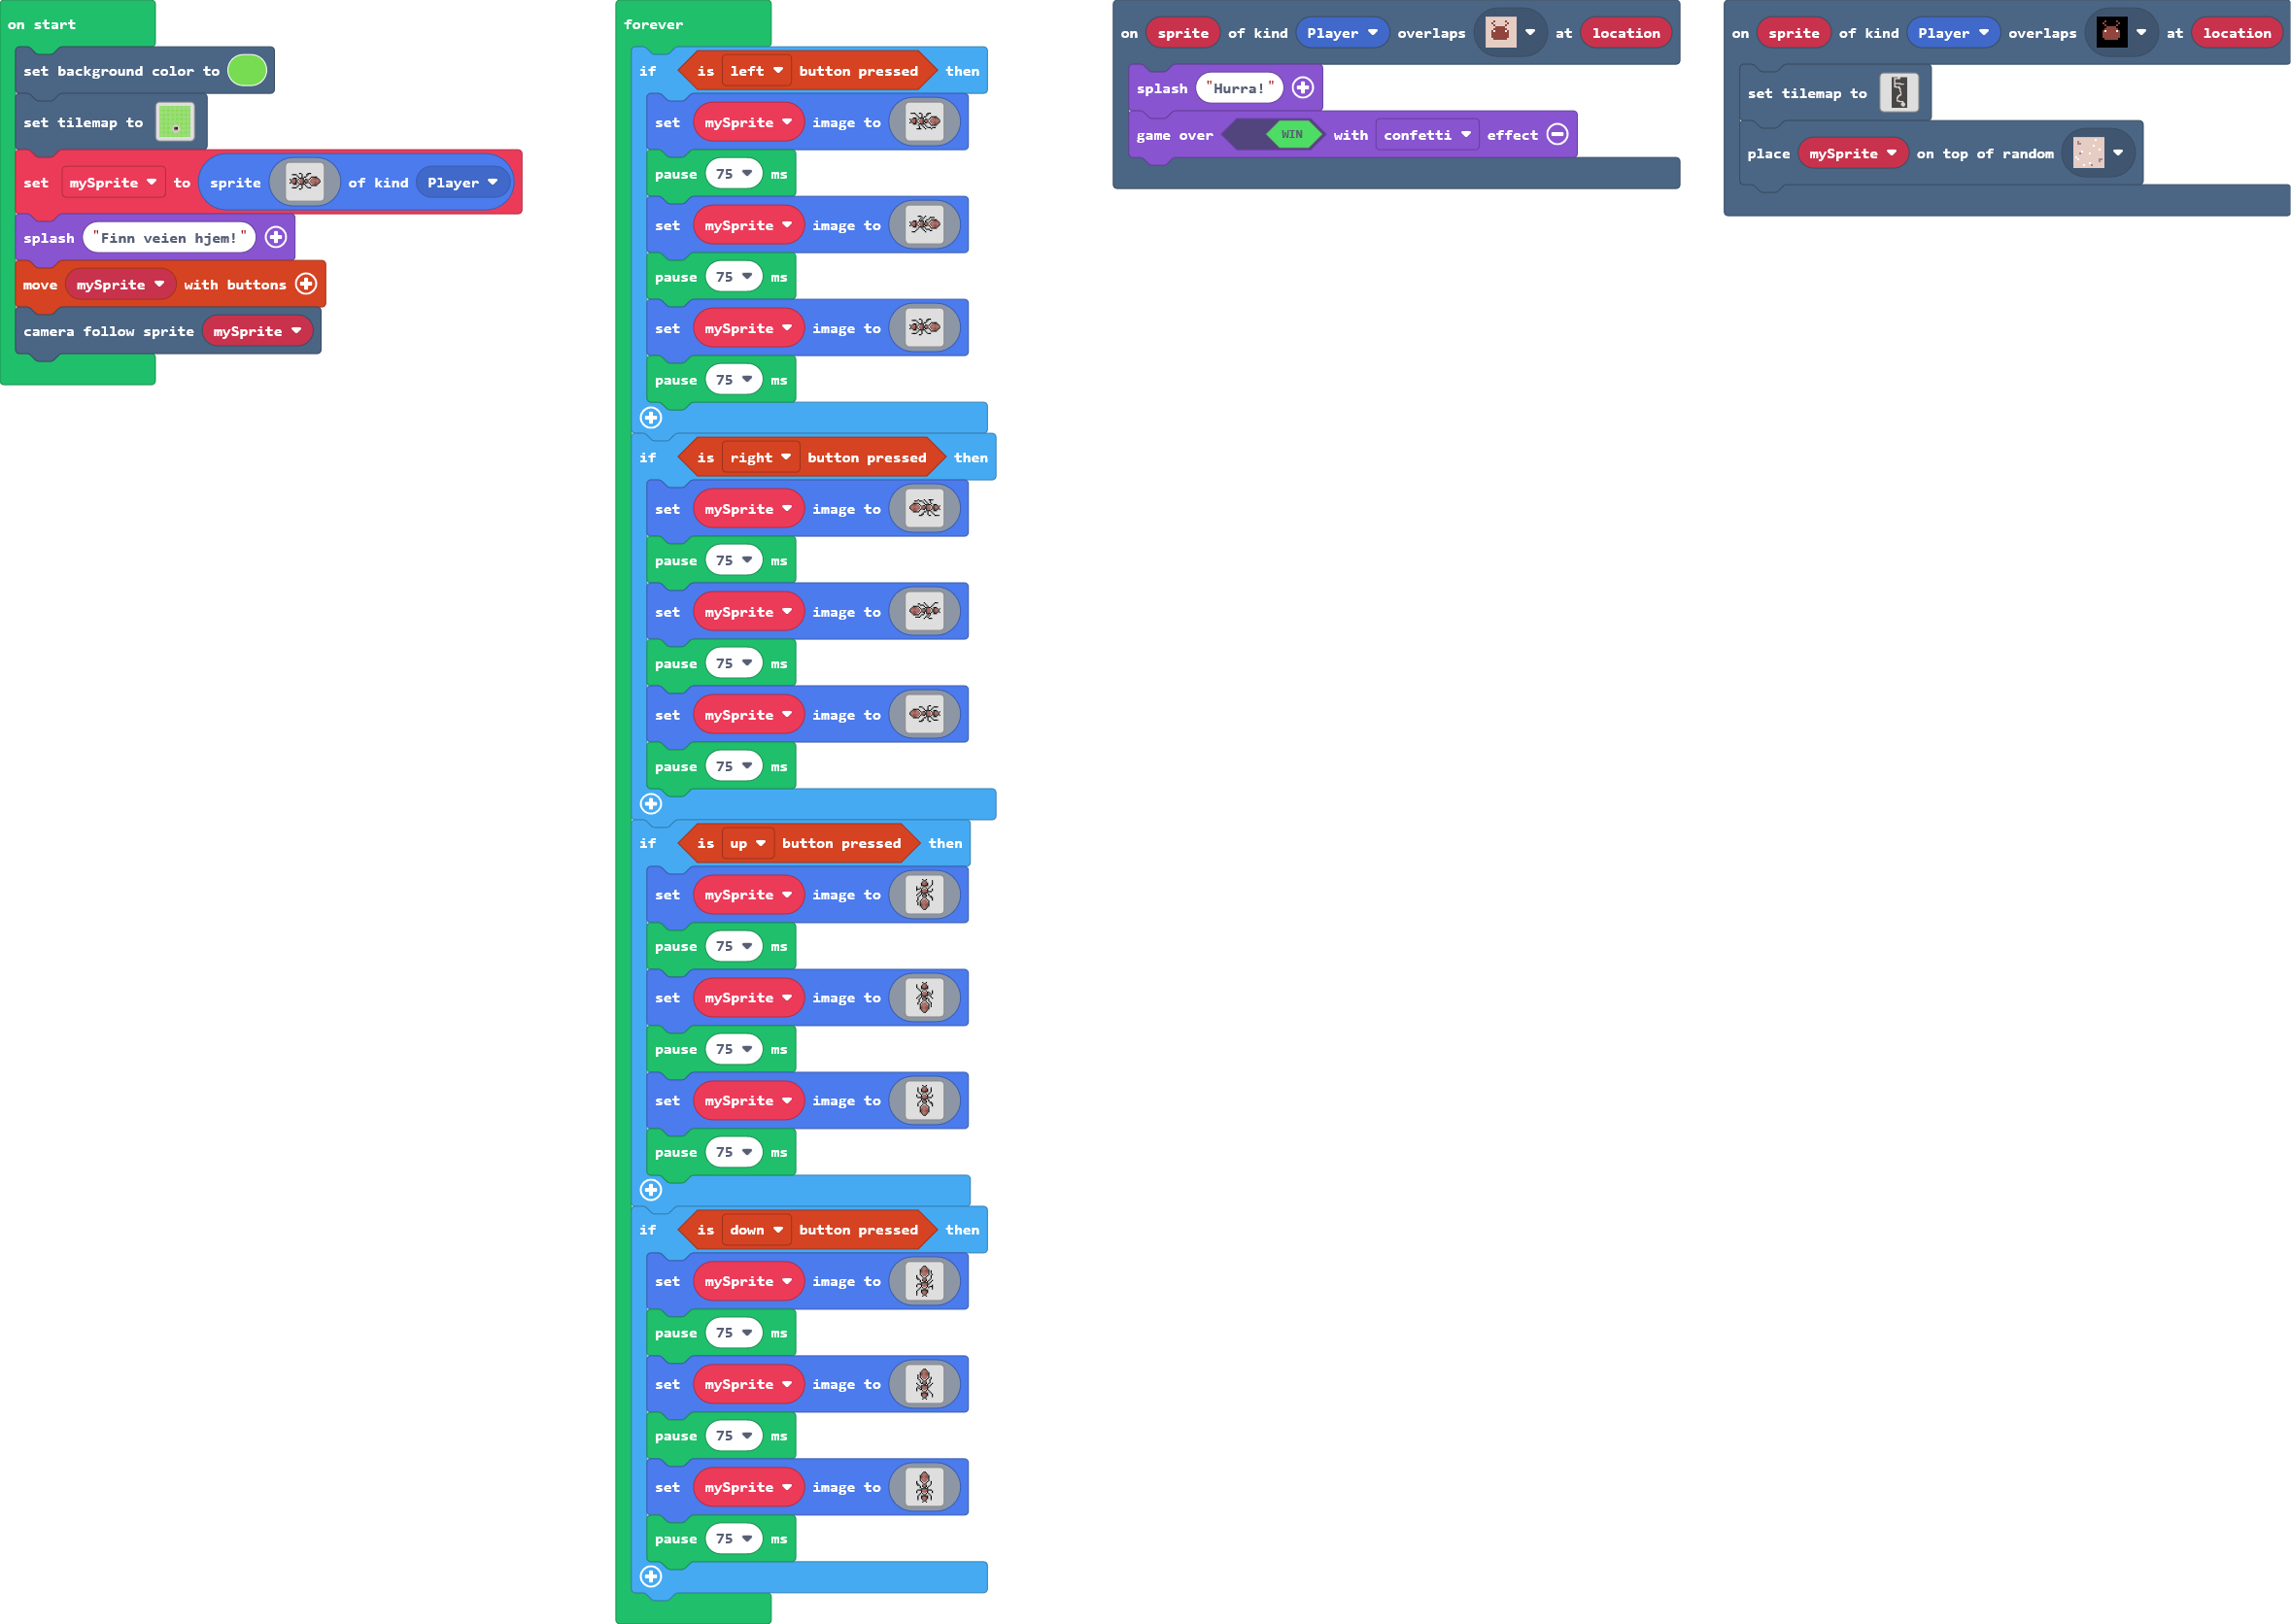 on start
set background color to
set tilemap to
set mySprite to sprite of kind Player
splash "Finn veien hjem!"
move mySprite with buttons
camera follow sprite mySprite
forever
if is left button pressed then
set mySprite image to
pause 75 ms
set mySprite image to
pause 75 ms
set mySprite image to
pause 75 ms
if is right button pressed then
set mySprite image to
pause 75 ms
set mySprite image to
pause 75 ms
set mySprite image to
pause 75 ms
if is up button pressed then
set mySprite image to
pause 75 ms
set mySprite image to
pause 75 ms
set mySprite image to
pause 75 ms
if is down button pressed then
set mySprite image to
pause 75 ms
set mySprite image to
pause 75 ms
set mySprite image to
pause 75 ms
on sprite of kind Player overlaps at location
splash "Hurra!"
game over WIN with confetti effect
on sprite of kind Player overlaps at location
set tilemap to
place mySprite on top of random